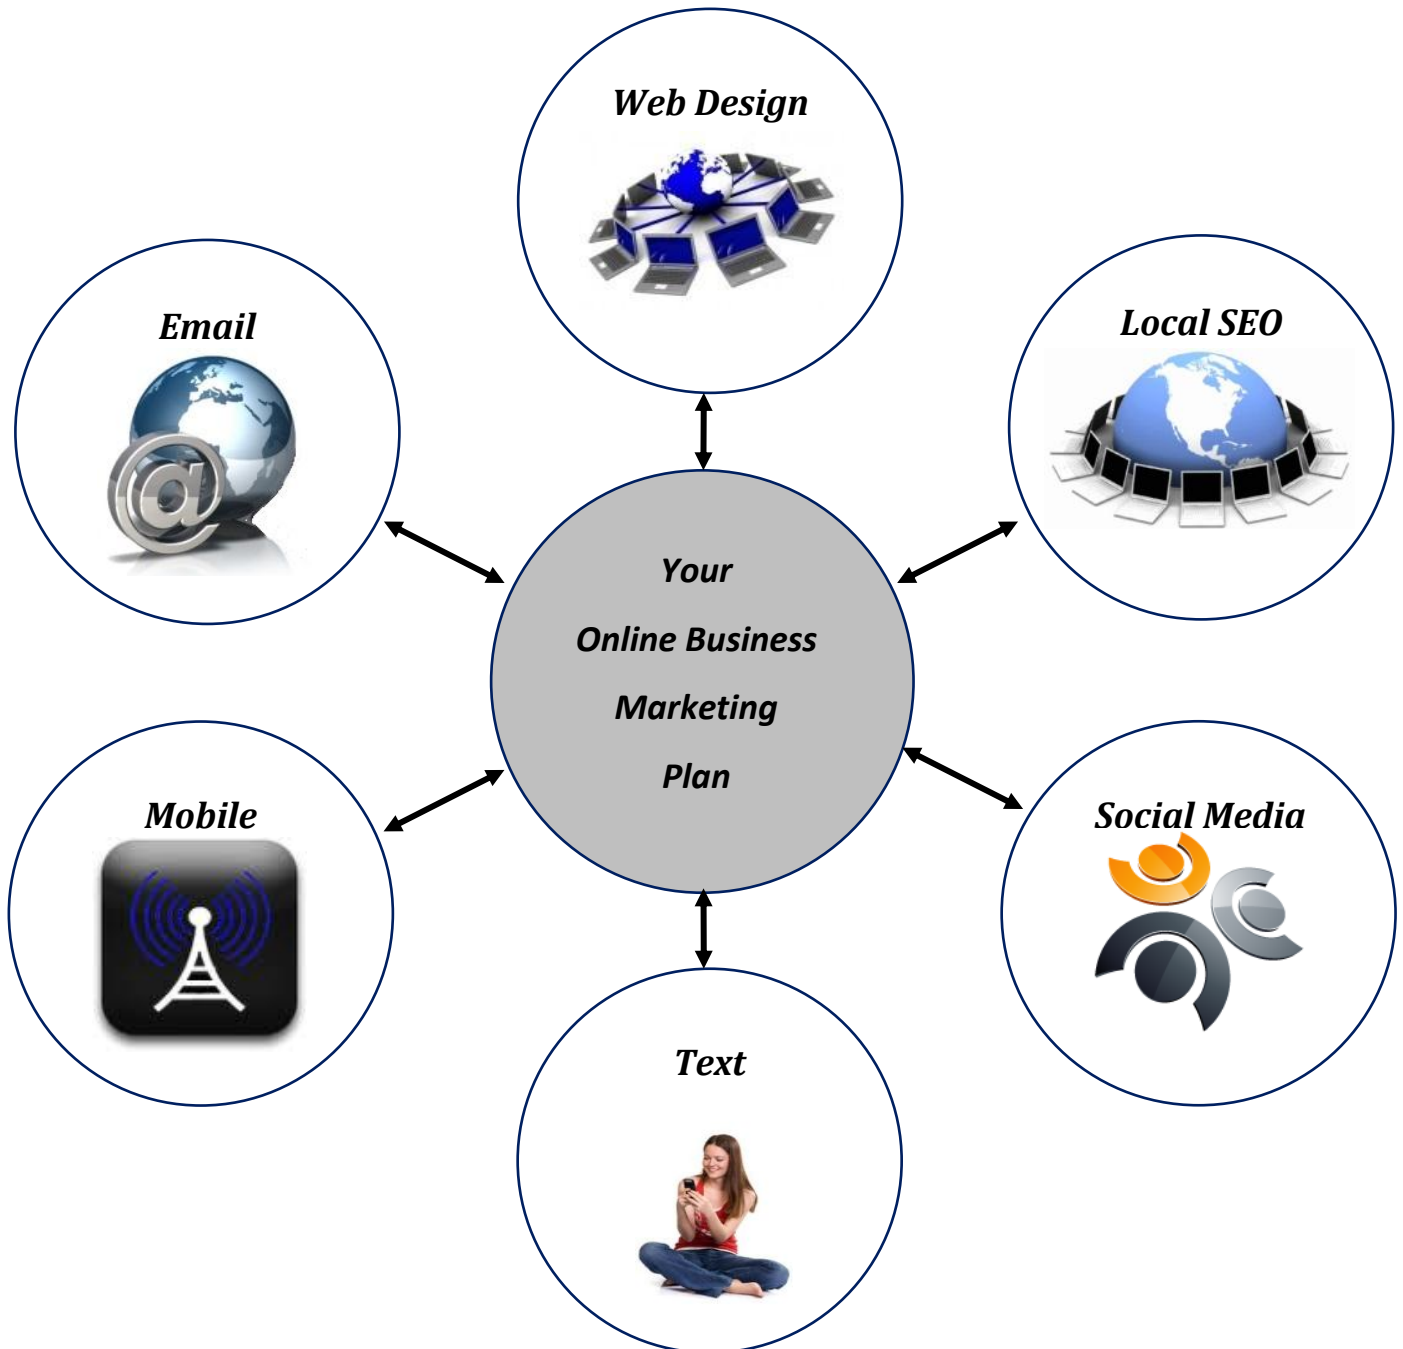 Web Design
Email
Local SEO
Your
Online Business
Marketing
Plan
Mobile
Social Media
Text